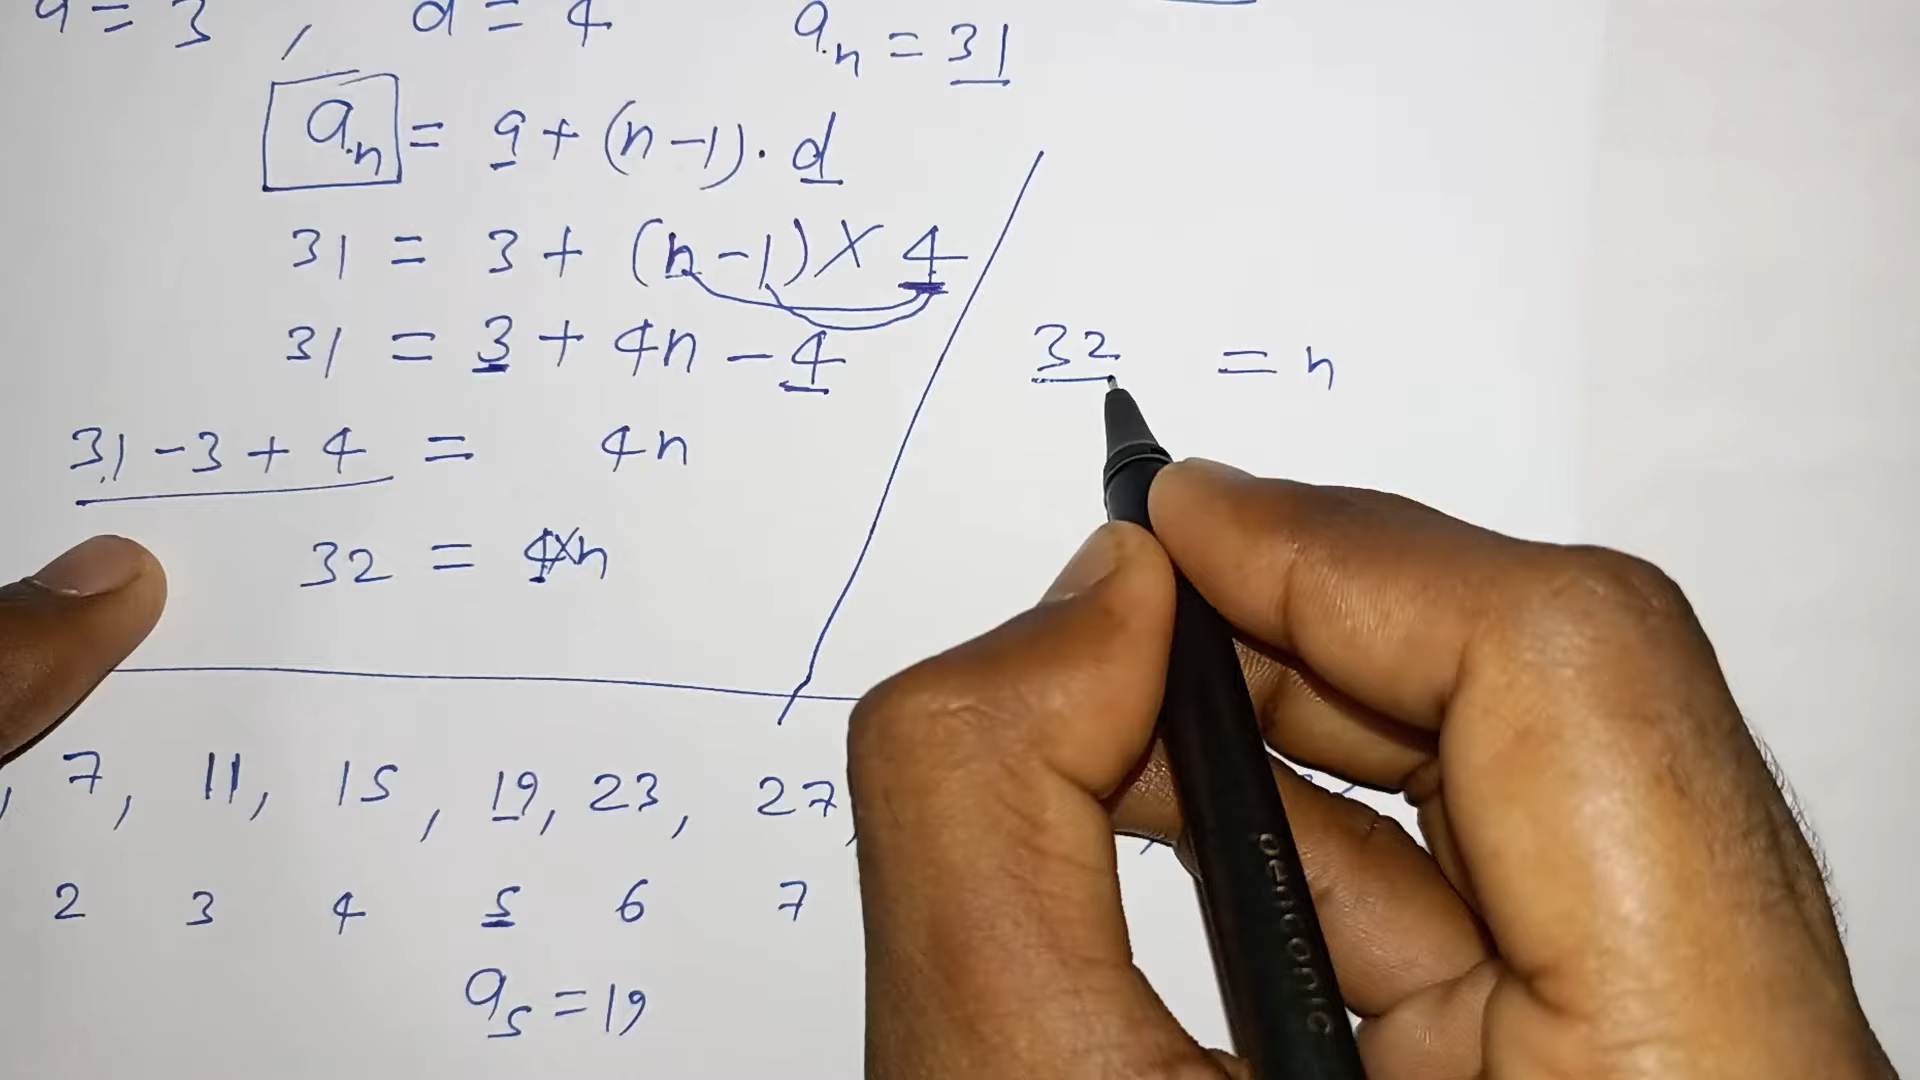 a = 3 , d = 4 aₙ = 31
aₙ = a + (n-1) . d
31 = 3 + (n-1) × 4
31 = 3 + 4n - 4
31 - 3 + 4 = 4n
32 = 4×n
32 = n
, 7, 11, 15, 19, 23, 27,
2 3 4 5 6 7
a₅ = 19
pentonic